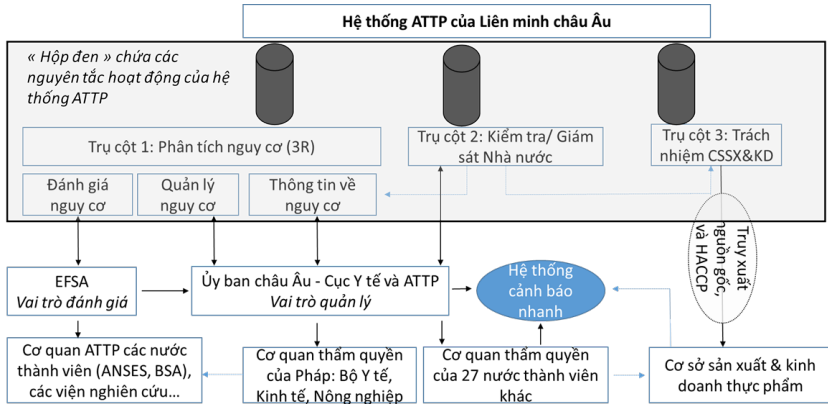 Hệ thống ATTP của Liên minh châu Âu
« Hộp đen » chứa các
nguyên tắc hoạt động của hệ
thống ATTP
Trụ cột 1: Phân tích nguy cơ (3R)
Trụ cột 2: Kiểm tra/ Giám
sát Nhà nước
Trụ cột 3: Trách
nhiệm CSSX&KD
Đánh giá
nguy cơ
Quản lý
nguy cơ
Thông tin về
nguy cơ
Truy xuất
nguồn gốc,
và HACCP
EFSA
Vai trò đánh giá
Ủy ban châu Âu - Cục Y tế và ATTP
Vai trò quản lý
Hệ thống
cảnh báo
nhanh
Cơ quan ATTP các nước
thành viên (ANSES, BSA),
các viện nghiên cứu...
Cơ quan thẩm quyền
của Pháp: Bộ Y tế,
Kinh tế, Nông nghiệp
Cơ quan thẩm quyền
của 27 nước thành viên
khác
Cơ sở sản xuất & kinh
doanh thực phẩm